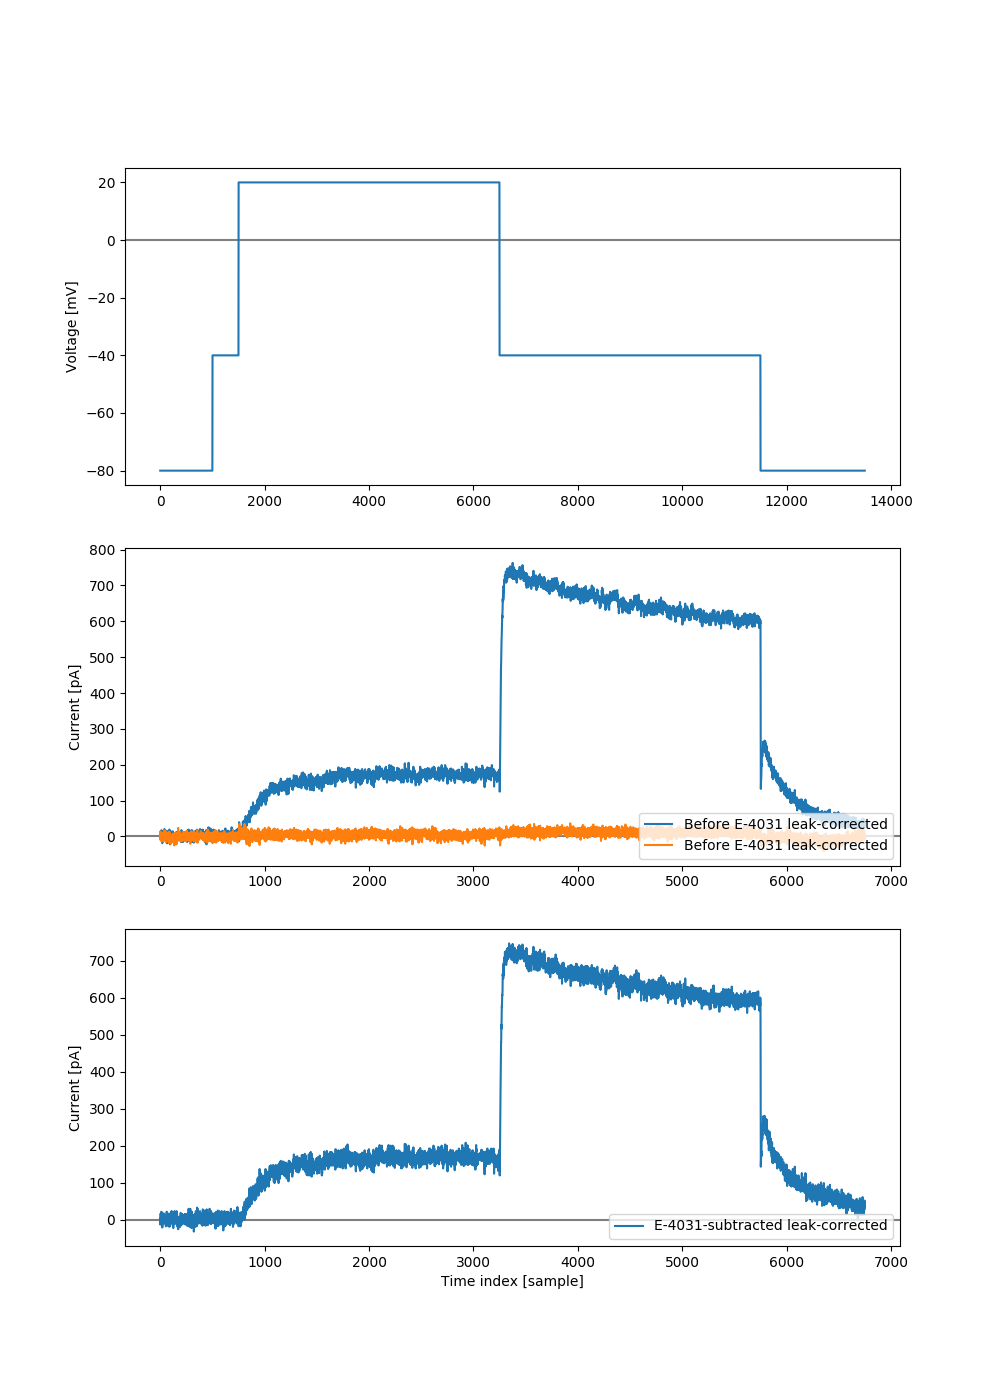 20
0
−20
−40
−60
−80
Voltage [mV]
0 2000 4000 6000 8000 10000 12000 14000
800
700
600
500
400
300
200
100
0
Current [pA]
Before E-4031 leak-corrected
Before E-4031 leak-corrected
0 1000 2000 3000 4000 5000 6000 7000
700
600
500
400
300
200
100
0
Current [pA]
E-4031-subtracted leak-corrected
0 1000 2000 3000 4000 5000 6000 7000
Time index [sample]